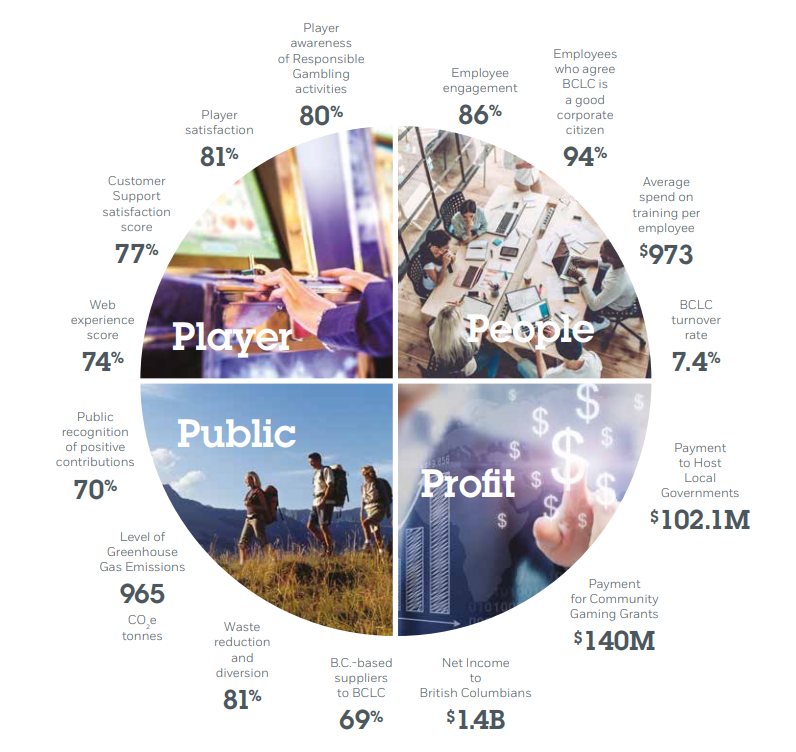 Player
awareness
of Responsible
Gambling
activities
80%
Player
satisfaction
81%
Customer
Support
satisfaction
score
77%
Web
experience
score
74%
Player
Employee
engagement
86%
Employees
who agree
BCLC is
a good
corporate
citizen
94%
Average
spend on
training per
employee
$973
BCLC
turnover
rate
7.4%
People
Public
Public
recognition
of positive
contributions
70%
Level of
Greenhouse
Gas Emissions
965
CO2e
tonnes
Waste
reduction
and
diversion
81%
B.C.-based
suppliers
to BCLC
69%
Profit
$
$
$
$
$
$
$
$
$
$
Payment
to Host
Local
Governments
$102.1M
Payment
for Community
Gaming Grants
$140M
Net Income
to
British Columbians
$1.4B